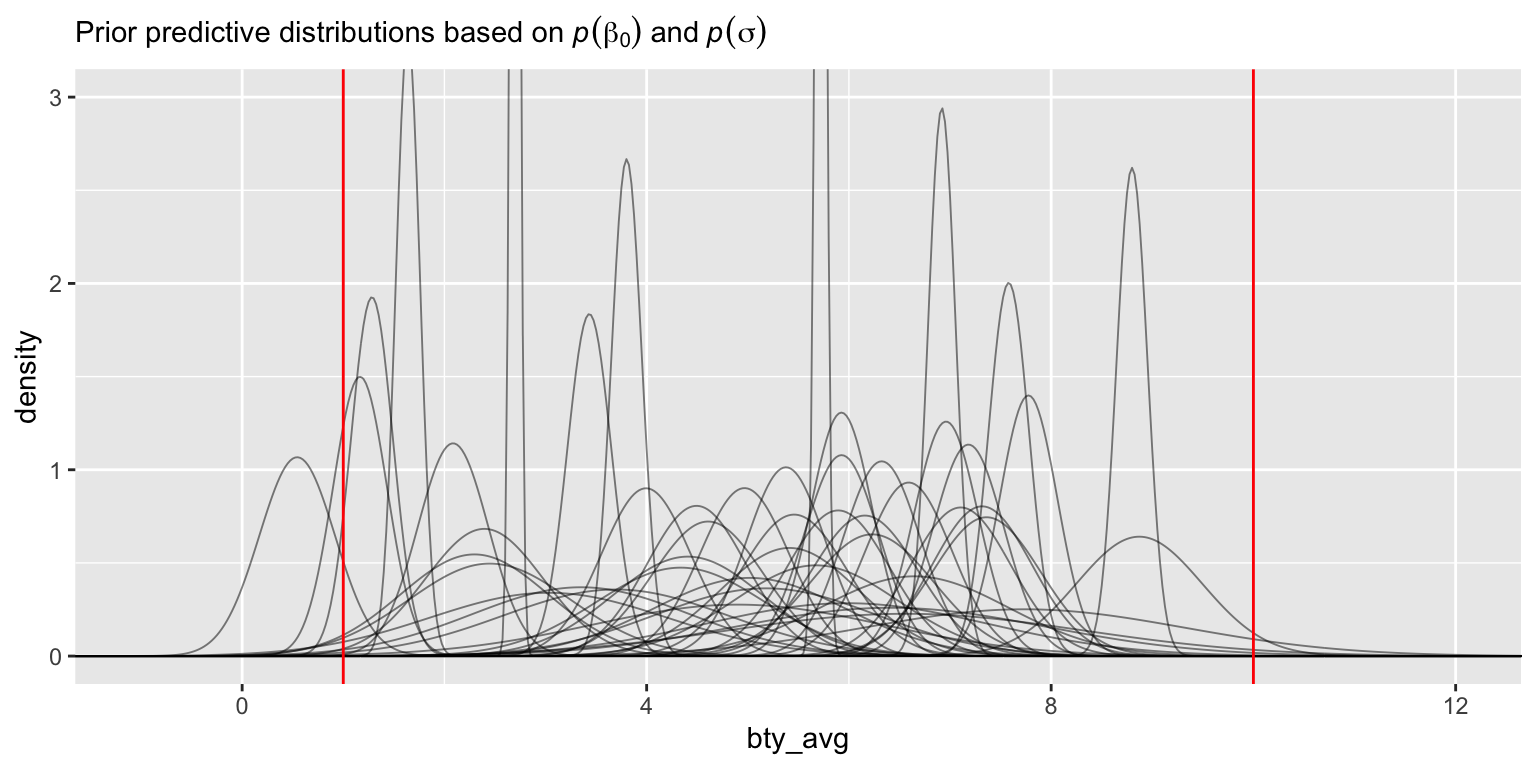 Prior predictive distributions based on p(β₀) and p(σ)
3
2
1
0
density
0 4 8 12
bty_avg